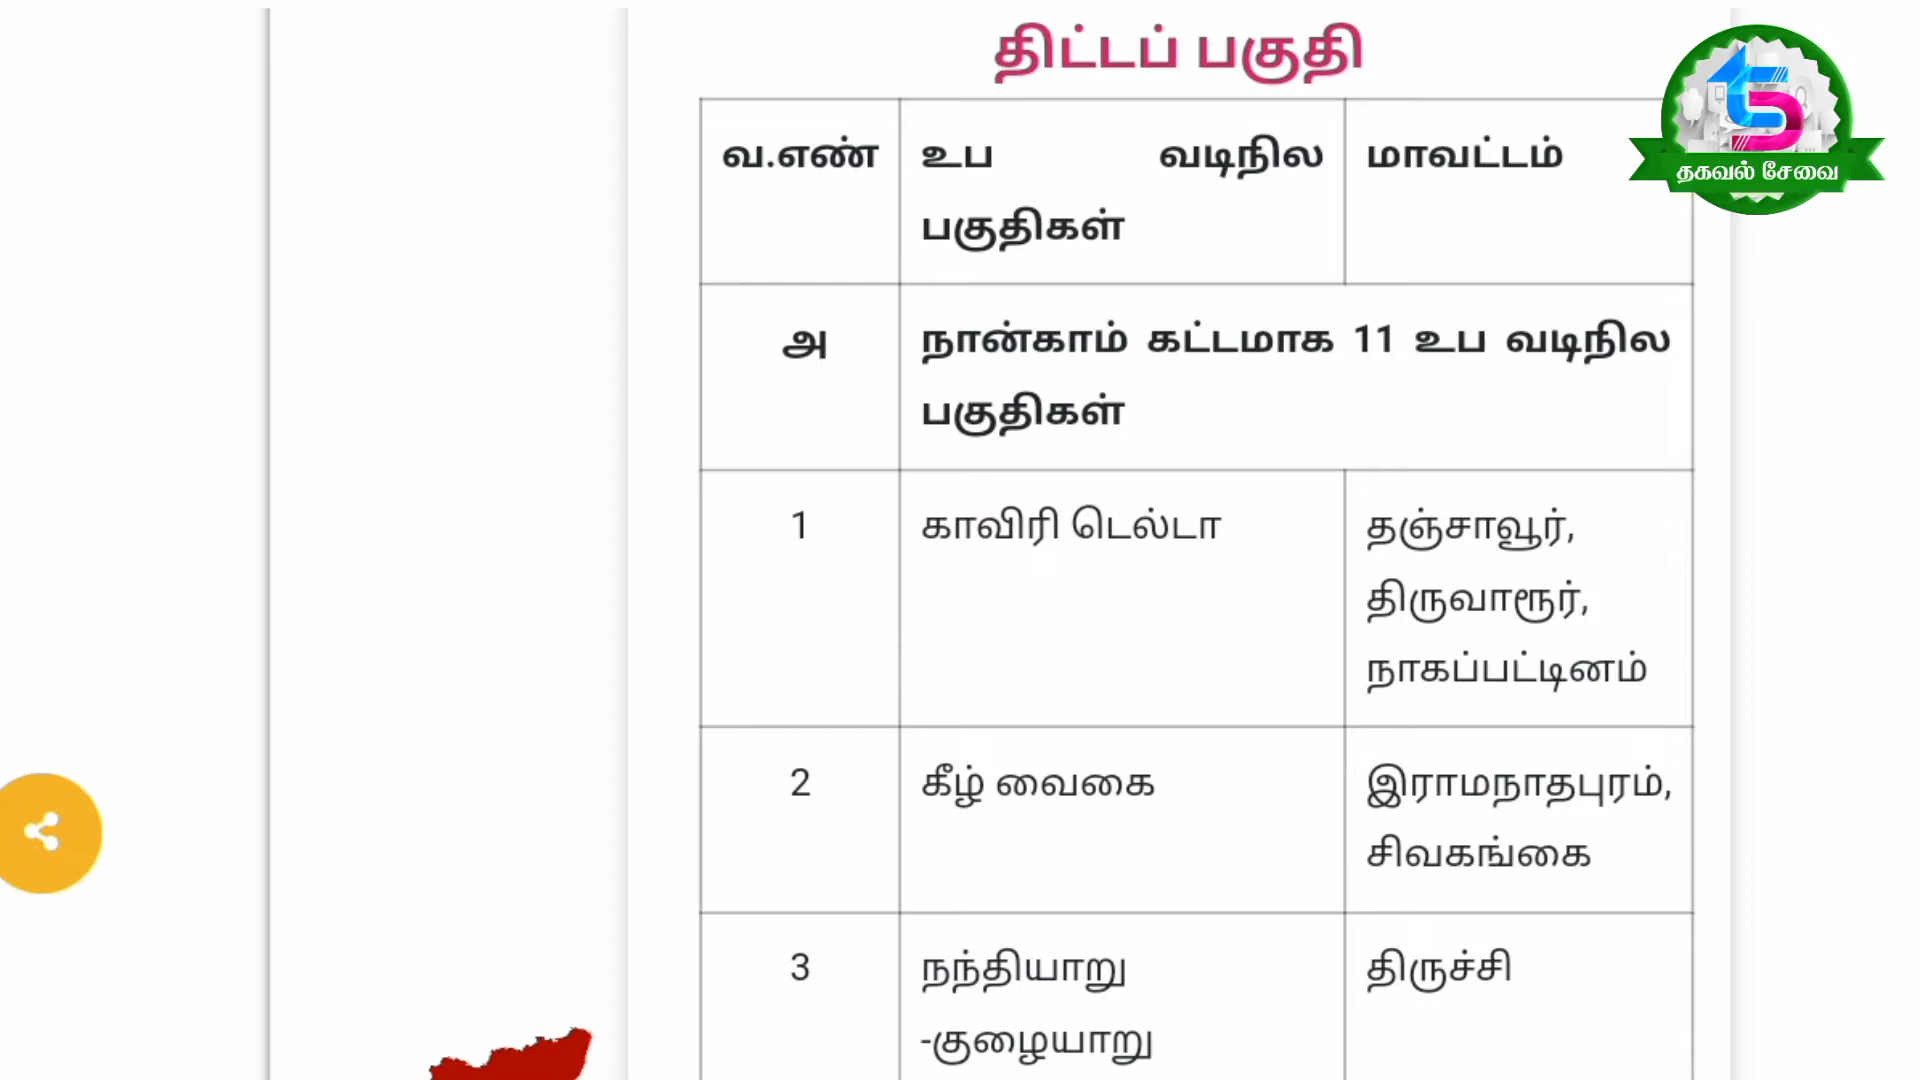 திட்டப் பகுதி
வ.எண் உப வடிநில மாவட்டம்
பகுதிகள்
அ நான்காம் கட்டமாக 11 உப வடிநில
பகுதிகள்
1 காவிரி டெல்டா தஞ்சாவூர்,
திருவாரூர்,
நாகப்பட்டினம்
2 கீழ் வைகை இராமநாதபுரம்,
சிவகங்கை
3 நந்தியாறு திருச்சி
-குழையாறு
தகவல் சேவை